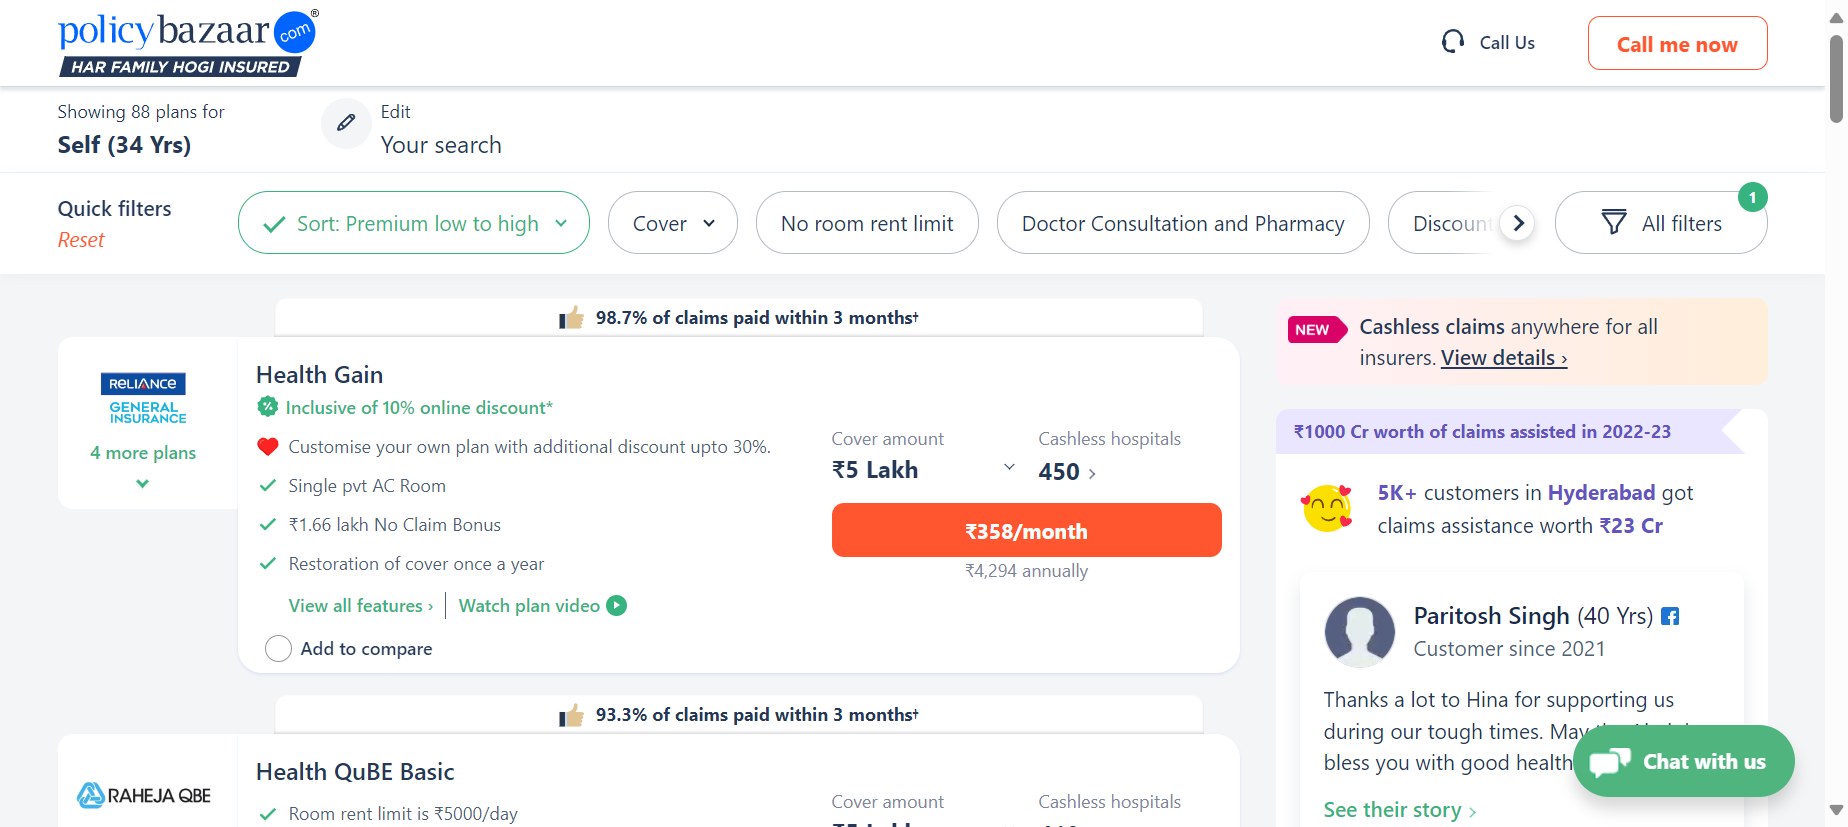 policybazaar com®
HAR FAMILY HOGI INSURED
Call Us
Call me now
Showing 88 plans for
Self (34 Yrs)
Edit
Your search
Quick filters
Reset
Sort: Premium low to high
Cover
No room rent limit
Doctor Consultation and Pharmacy
Discount
All filters
1
98.7% of claims paid within 3 months†
RELIANCE
GENERAL
INSURANCE
4 more plans
Health Gain
Inclusive of 10% online discount*
Customise your own plan with additional discount upto 30%.
Single pvt AC Room
₹1.66 lakh No Claim Bonus
Restoration of cover once a year
View all features ›
Watch plan video
Add to compare
Cover amount
₹5 Lakh
Cashless hospitals
450 ›
₹358/month
₹4,294 annually
93.3% of claims paid within 3 months†
RAHEJA QBE
Health QuBE Basic
Room rent limit is ₹5000/day
Cover amount
Cashless hospitals
NEW
Cashless claims anywhere for all
insurers. View details ›
₹1000 Cr worth of claims assisted in 2022-23
5K+ customers in Hyderabad got
claims assistance worth ₹23 Cr
Paritosh Singh (40 Yrs)
Customer since 2021
Thanks a lot to Hina for supporting us
during our tough times. May
bless you with good health
See their story ›
Chat with us